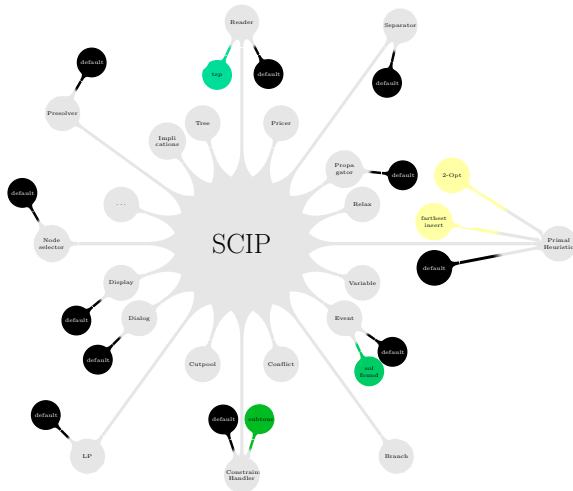 Reader
Separator
default
tsp
default
default
Presolver
Tree
Pricer
Impli
cations
Propa
gator
default
2-Opt
default
. . .
Relax
farthest
insert
SCIP
Node
selector
Primal
Heuristic
default
Display
Variable
default
Dialog
Event
default
default
Cutpool
Conflict
sol
found
default
default
subtour
LP
Constraint
Handler
Branch